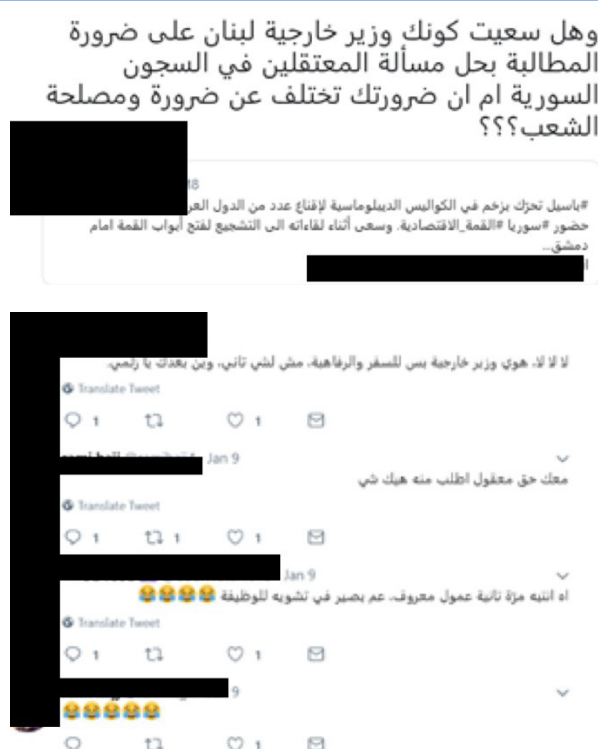 وهل سعيت كونك وزير خارجية لبنان على ضرورة
المطالبة بحل مسألة المعتقلين في السجون
السورية ام ان ضرورتك تختلف عن ضرورة ومصلحة
الشعب؟؟؟
#باسيل تحرّك بزخم في الكواليس الديبلوماسية لإقناع عدد من الدول
حضور #سوريا #القمة_الاقتصادية. وسعى أثناء لقاءاته الى التشجيع لفتح أبواب القمة امام
دمشق...
لا لا لا، هوي وزير خارجية بس للسفر والرفاهية، مش لشي تاني، وين بعدك يا
Translate Tweet
1 1
Jan 9
معك حق معقول اطلب منه هيك شي
Translate Tweet
1 1 1
Jan 9
اه انتبه مرّة تانية عمول معروف، عم بصير في تشويه للوظيفة 😂😂😂😂
Translate Tweet
1 1
9
😂😂😂😂😂
1